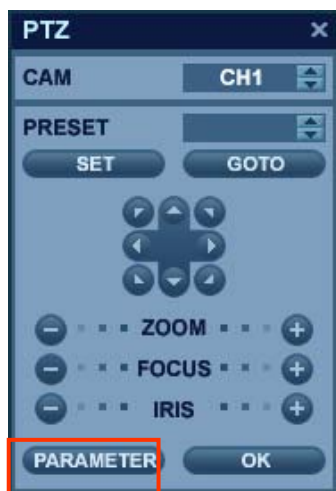 PTZ
CAM CH1
PRESET
SET GOTO
ZOOM
FOCUS
IRIS
PARAMETER OK